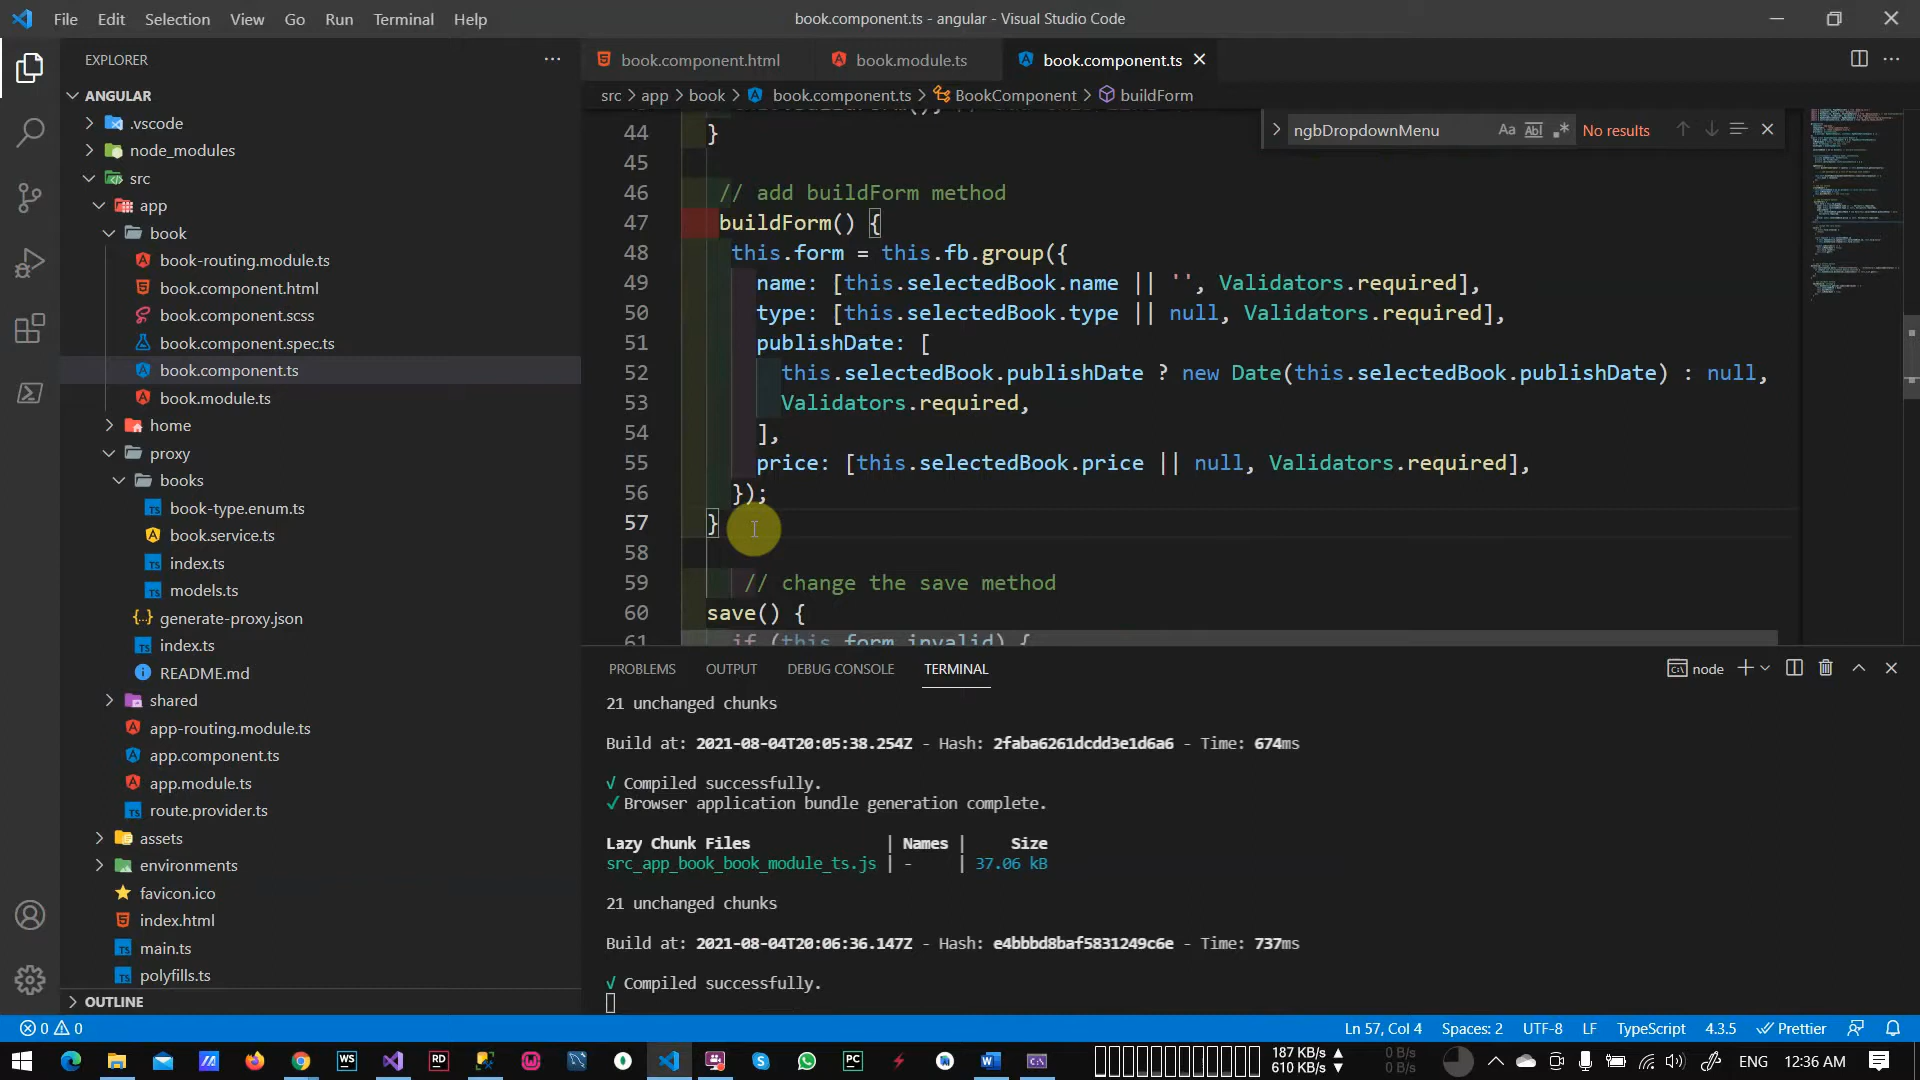 File Edit Selection View Go Run Terminal Help
book.component.ts - angular - Visual Studio Code
EXPLORER
ANGULAR
.vscode
node_modules
src
app
book
book-routing.module.ts
book.component.html
book.component.scss
book.component.spec.ts
book.component.ts
book.module.ts
home
proxy
books
book-type.enum.ts
book.service.ts
index.ts
models.ts
generate-proxy.json
index.ts
README.md
shared
app-routing.module.ts
app.component.ts
app.module.ts
route.provider.ts
assets
environments
favicon.ico
index.html
main.ts
polyfills.ts
OUTLINE
book.component.html book.module.ts book.component.ts
src > app > book > book.component.ts > BookComponent > buildForm
ngbDropdownMenu Aa Abl .* No results
44 }
45
46 // add buildForm method
47 buildForm() {
48 this.form = this.fb.group({
49 name: [this.selectedBook.name || '', Validators.required],
50 type: [this.selectedBook.type || null, Validators.required],
51 publishDate: [
52 this.selectedBook.publishDate ? new Date(this.selectedBook.publishDate) : null,
53 Validators.required,
54 ],
55 price: [this.selectedBook.price || null, Validators.required],
56 });
57 }
58
59 // change the save method
60 save() {
61 if (this.form.invalid) {
PROBLEMS OUTPUT DEBUG CONSOLE TERMINAL
node
21 unchanged chunks
Build at: 2021-08-04T20:05:38.254Z - Hash: 2faba6261dcdd3e1d6a6 - Time: 674ms
√ Compiled successfully.
✓ Browser application bundle generation complete.
Lazy Chunk Files | Names | Size
src_app_book_book_module_ts.js | - | 37.06 kB
21 unchanged chunks
Build at: 2021-08-04T20:06:36.147Z - Hash: e4bbbd8baf5831249c6e - Time: 737ms
√ Compiled successfully.
0 0
Ln 57, Col 4 Spaces: 2 UTF-8 LF TypeScript 4.3.5 Prettier
WS RD PC
187 KB/s
610 KB/s
0 B/s
0 B/s
ENG 12:36 AM